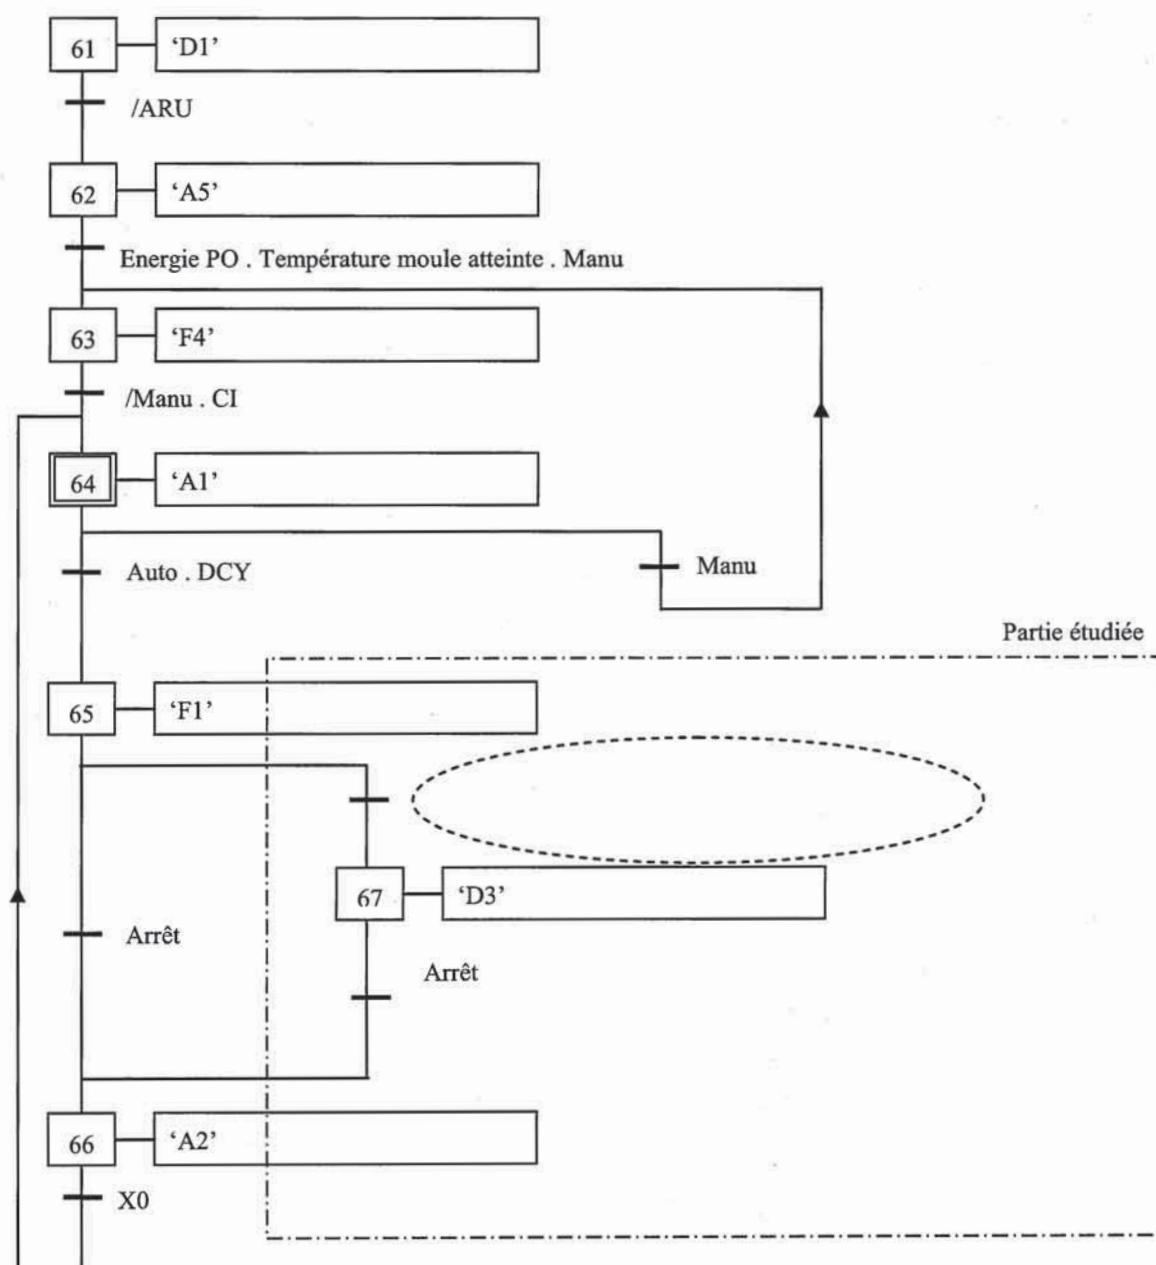 61 ‘D1’
/ARU
62 ‘A5’
Energie PO . Température moule atteinte . Manu
63 ‘F4’
/Manu . CI
64 ‘A1’
Auto . DCY
Manu
Partie étudiée
65 ‘F1’
67 ‘D3’
Arrêt
Arrêt
66 ‘A2’
X0